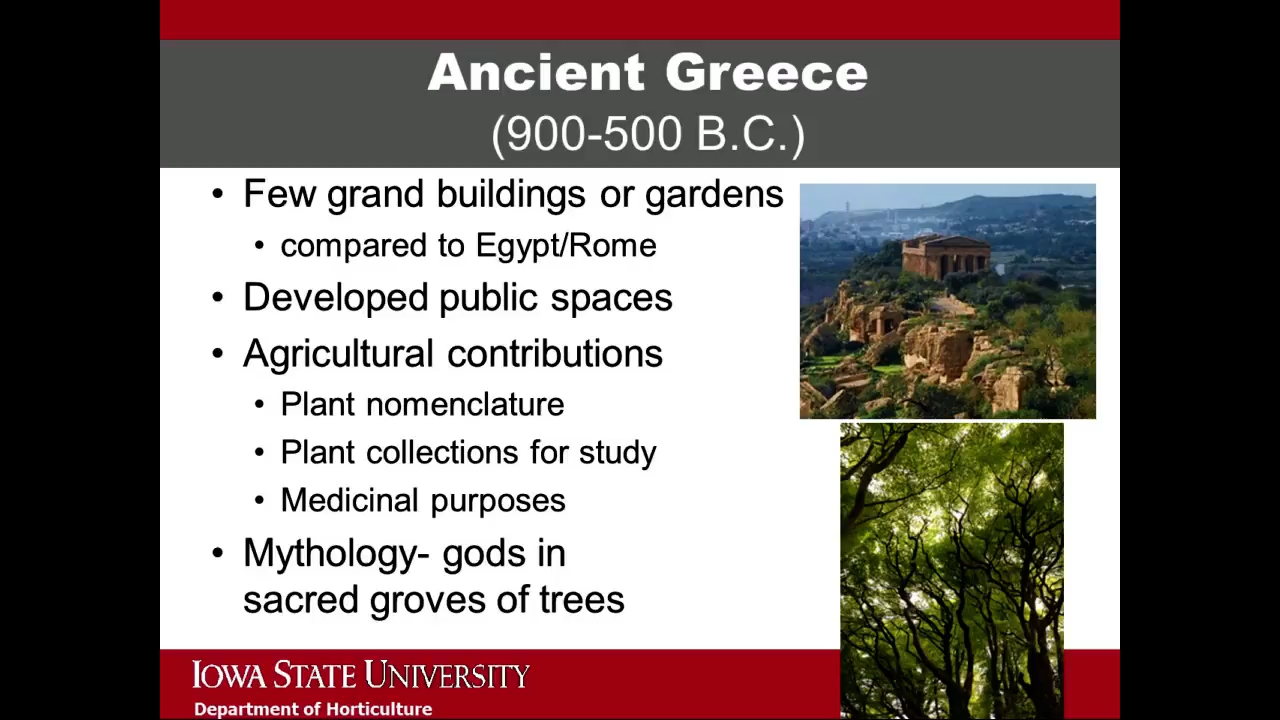 Ancient Greece
(900-500 B.C.)
• Few grand buildings or gardens
• compared to Egypt/Rome
• Developed public spaces
• Agricultural contributions
• Plant nomenclature
• Plant collections for study
• Medicinal purposes
• Mythology- gods in
sacred groves of trees
IOWA STATE UNIVERSITY
Department of Horticulture